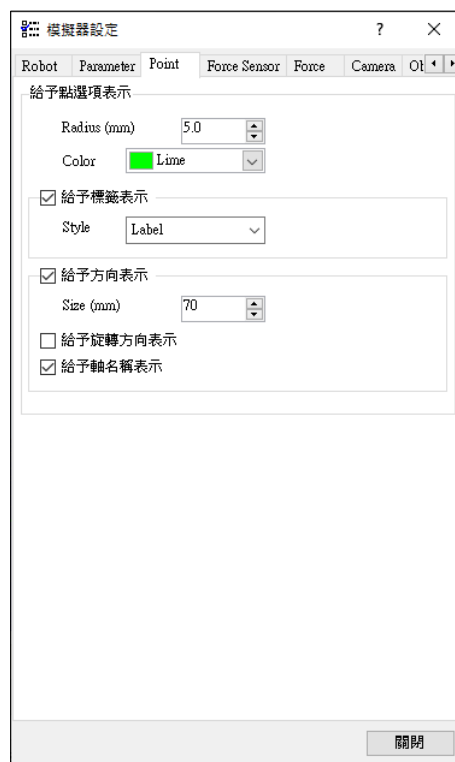 模擬器設定 ?
Robot Parameter Point Force Sensor Force Camera
給予點選項表示
Radius (mm) 5.0
Color Lime
給予標籤表示
Style Label
給予方向表示
Size (mm) 70
給予旋轉方向表示
給予軸名稱表示
關閉